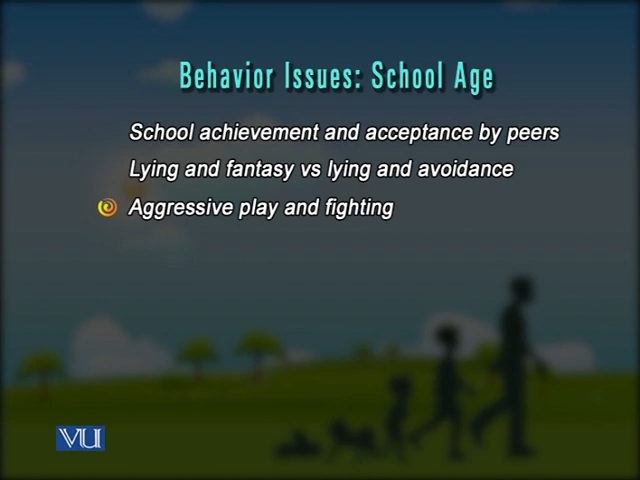 Behavior Issues: School Age
School achievement and acceptance by peers
Lying and fantasy vs lying and avoidance
Aggressive play and fighting
VU